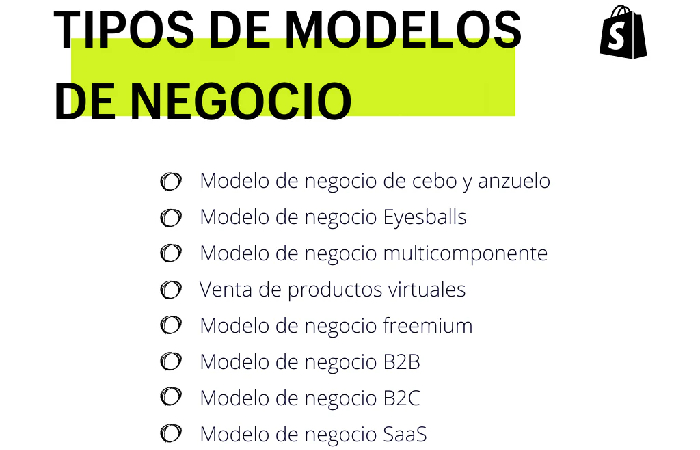 TIPOS DE MODELOS
DE NEGOCIO
S
Modelo de negocio de cebo y anzuelo
Modelo de negocio Eyesballs
Modelo de negocio multicomponente
Venta de productos virtuales
Modelo de negocio freemium
Modelo de negocio B2B
Modelo de negocio B2C
Modelo de negocio SaaS